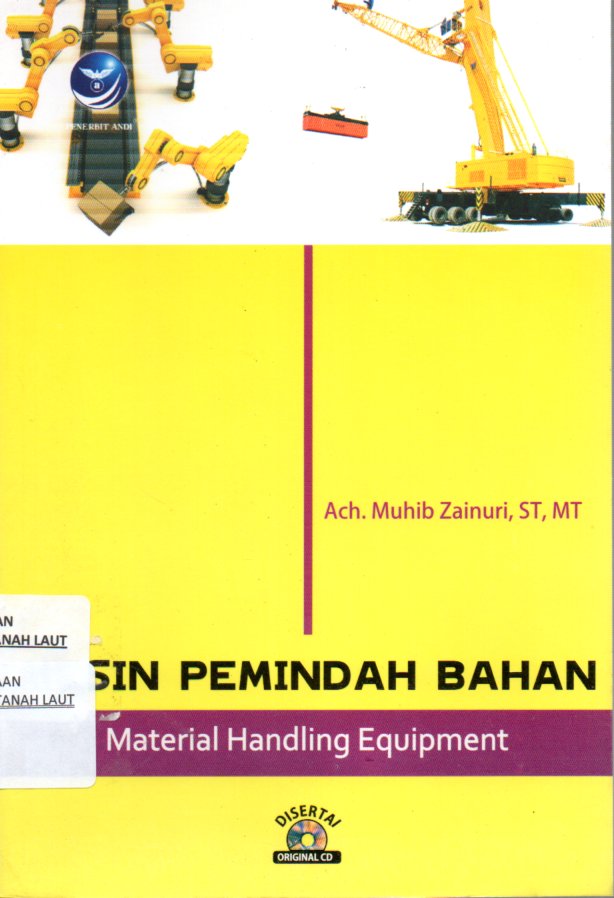 a
PENERBIT ANDI
Ach. Muhib Zainuri, ST, MT
AN
ANAH LAUT
SIN PEMINDAH BAHAN
AAN
TANAH LAUT
Material Handling Equipment
DISERTAI
ORIGINAL CD